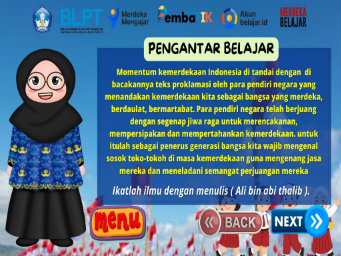 BLPT
Merdeka
Mengajar
Akun
belajar.id
MERDEKA
BELAJAR
PENGANTAR BELAJAR
Momentum kemerdekaan Indonesia di tandai dengan di
bacakannya teks proklamasi oleh para pendiri negara yang
menandakan kemerdekaan kita sebagai bangsa yang merdeka,
berdaulat, bermartabat. Para pendiri negara telah berjuang
dengan segenap jiwa raga untuk merencanakan,
mempersipakan dan mempertahankan kemerdekaan. untuk
itulah sebagai penerus generasi bangsa kita wajib mengenal
sosok toko-tokoh di masa kemerdekaan guna mengenang jasa
mereka dan meneladani semangat perjuangan mereka
Ikatlah ilmu dengan menulis ( Ali bin abi thalib ).
menu
BACK
NEXT